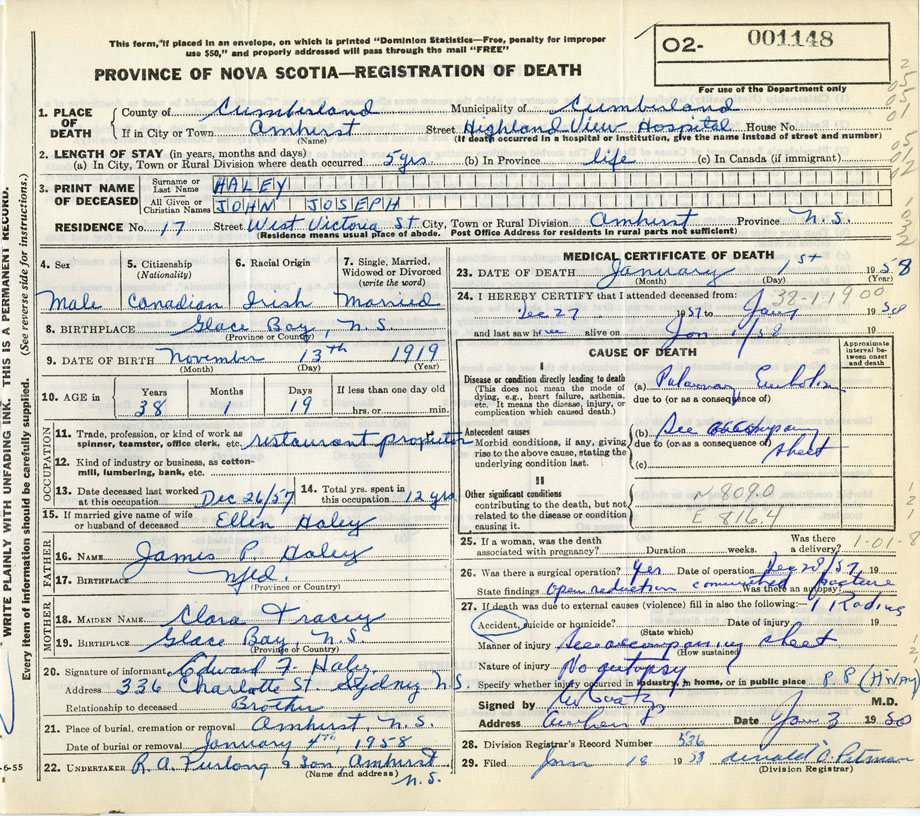 This form, if placed in an envelope, on which is printed "Dominion Statistics—Free, penalty for improper
use $50," and properly addressed will pass through the mail "FREE"
PROVINCE OF NOVA SCOTIA—REGISTRATION OF DEATH
O2- 001148
For use of the Department only
1. PLACE OF DEATH County of Cumberland Municipality of Cumberland
If in City or Town Amhurst Street Highland View Hospital House No.
(Name) (If death occurred in a hospital or institution, give the name instead of street and number)
2. LENGTH OF STAY (in years, months and days)
(a) In City, Town or Rural Division where death occurred 5 yrs. (b) In Province life (c) In Canada (if immigrant)
3. PRINT NAME OF DECEASED Surname or Last Name HALEY
All Given or Christian Names JOHN JOSEPH
RESIDENCE No. 17 Street West Victoria St City, Town or Rural Division Amhurst Province N.S.
(Residence means usual place of abode. Post Office Address for residents in rural parts not sufficient)
4. Sex 5. Citizenship (Nationality) 6. Racial Origin 7. Single, Married, Widowed or Divorced (write the word)
Male Canadian Irish Married
8. BIRTHPLACE Glace Bay, N.S.
(Province or Country)
9. DATE OF BIRTH November 13th 1919
(Month) (Day) (Year)
10. AGE in Years Months Days If less than one day old
38 1 19 hrs. or min.
OCCUPATION
11. Trade, profession, or kind of work as spinner, teamster, office clerk, etc. restaurant proprietor
12. Kind of industry or business, as cotton-mill, lumbering, bank, etc.
13. Date deceased last worked at this occupation Dec 26/57 14. Total yrs. spent in this occupation 12 yrs
15. If married give name of wife or husband of deceased Ellen Haley
FATHER
16. NAME James P. Haley
17. BIRTHPLACE Nfld.
(Province or Country)
MOTHER
18. MAIDEN NAME Clara Tracey
19. BIRTHPLACE Glace Bay, N.S.
(Province or Country)
20. Signature of informant Edward F. Haley
Address 336 Charlotte St. Sydney N.S.
Relationship to deceased Brother
21. Place of burial, cremation or removal Amhurst, N.S.
Date of burial or removal January 4th, 1958
22. UNDERTAKER R. A. Furlong & Son, Amhurst
(Name and address) N.S.
MEDICAL CERTIFICATE OF DEATH
23. DATE OF DEATH January 1st 1958
(Month) (Day) (Year)
38-1-19 00
24. I HEREBY CERTIFY that I attended deceased from:
Dec 27 1957 to Jan 1 1958
and last saw h alive on Jan 1/58 19
CAUSE OF DEATH
Approximate interval between onset and death
I
Disease or condition directly leading to death
(This does not mean the mode of dying, e.g., heart failure, asthenia, etc. It means the disease, injury, or complication which caused death.)
(a) Pulmonary Embolism
due to (or as a consequence of)
Antecedent causes
Morbid conditions, if any, giving rise to the above cause, stating the underlying condition last.
(b) See accompany
due to (or as a consequence of) sheet
(c)
II
Other significant conditions
contributing to the death, but not related to the disease or condition causing it.
N 809.0
E 816.4
25. If a woman, was the death associated with pregnancy? Duration weeks. Was there a delivery?
1-01-8
26. Was there a surgical operation? yes Date of operation Dec 28/57 19
State findings Open reduction comminuted fracture Was there an autopsy?
27. If death was due to external causes (violence) fill in also the following:—
Accident, suicide or homicide? Date of injury 19
(State which)
Manner of injury See accompanying sheet
(How sustained)
Nature of injury No autopsy
Specify whether injury occurred in industry, in home, or in public place P.P (HWay)
Signed by M.D.
Address Date Jan 3 1958
28. Division Registrar's Record Number 536
29. Filed Jan 18 1958 Donald C. Pitman
(Division Registrar)
WRITE PLAINLY WITH UNFADING INK. THIS IS A PERMANENT RECORD.
Every item of information should be carefully supplied. (See reverse side for instructions.)
-6-55